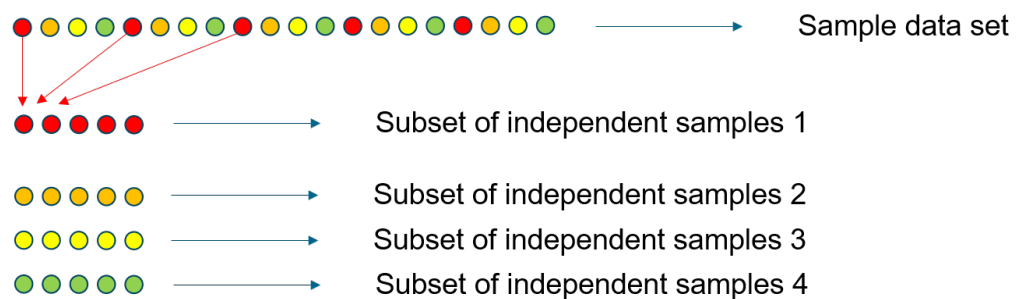 Sample data set
Subset of independent samples 1
Subset of independent samples 2
Subset of independent samples 3
Subset of independent samples 4